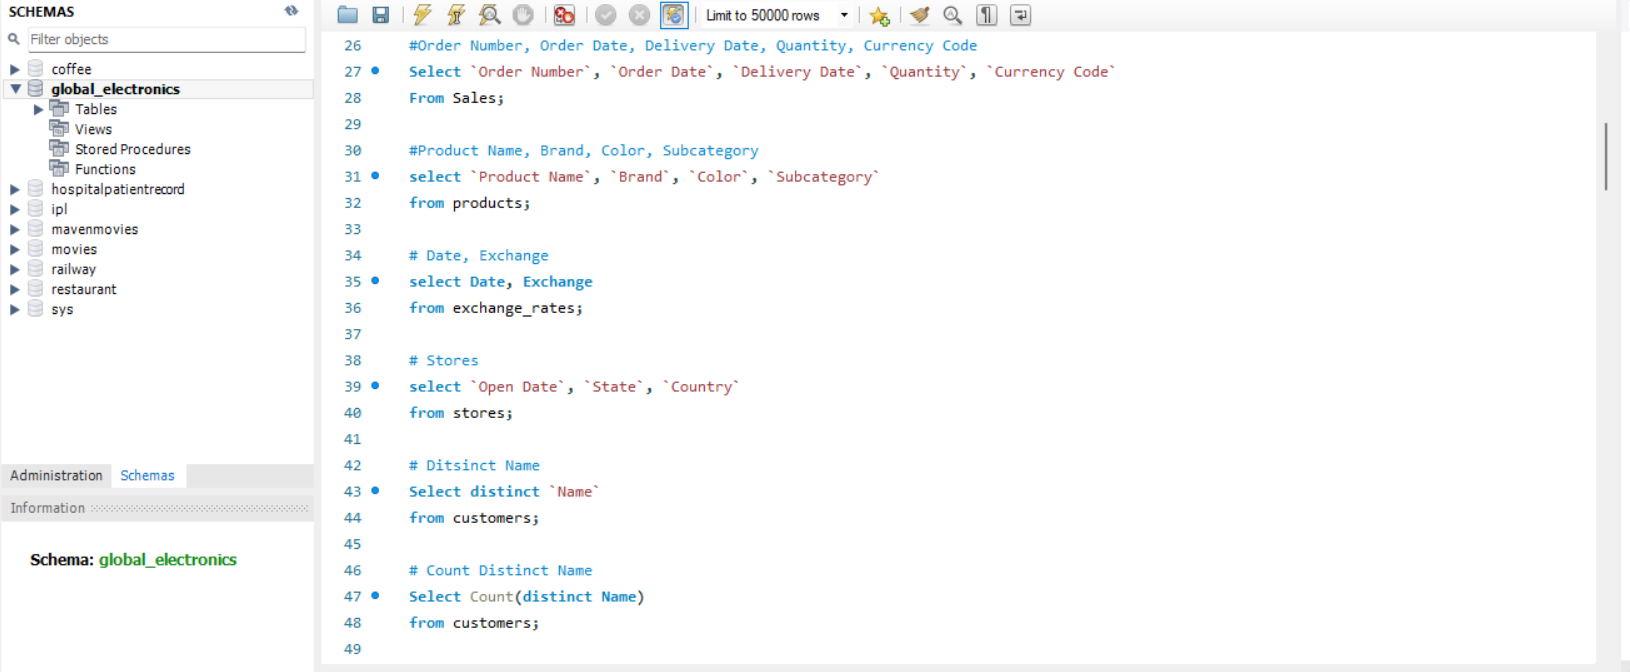 SCHEMAS
Filter objects
coffee
global_electronics
Tables
Views
Stored Procedures
Functions
hospitalpatientrecord
ipl
mavenmovies
movies
railway
restaurant
sys
Administration Schemas
Information
Schema: global_electronics
Limit to 50000 rows
26 #Order Number, Order Date, Delivery Date, Quantity, Currency Code
27 Select `Order Number`, `Order Date`, `Delivery Date`, `Quantity`, `Currency Code`
28 From Sales;
29
30 #Product Name, Brand, Color, Subcategory
31 select `Product Name`, `Brand`, `Color`, `Subcategory`
32 from products;
33
34 # Date, Exchange
35 select Date, Exchange
36 from exchange_rates;
37
38 # Stores
39 select `Open Date`, `State`, `Country`
40 from stores;
41
42 # Ditsinct Name
43 Select distinct `Name`
44 from customers;
45
46 # Count Distinct Name
47 Select Count(distinct Name)
48 from customers;
49